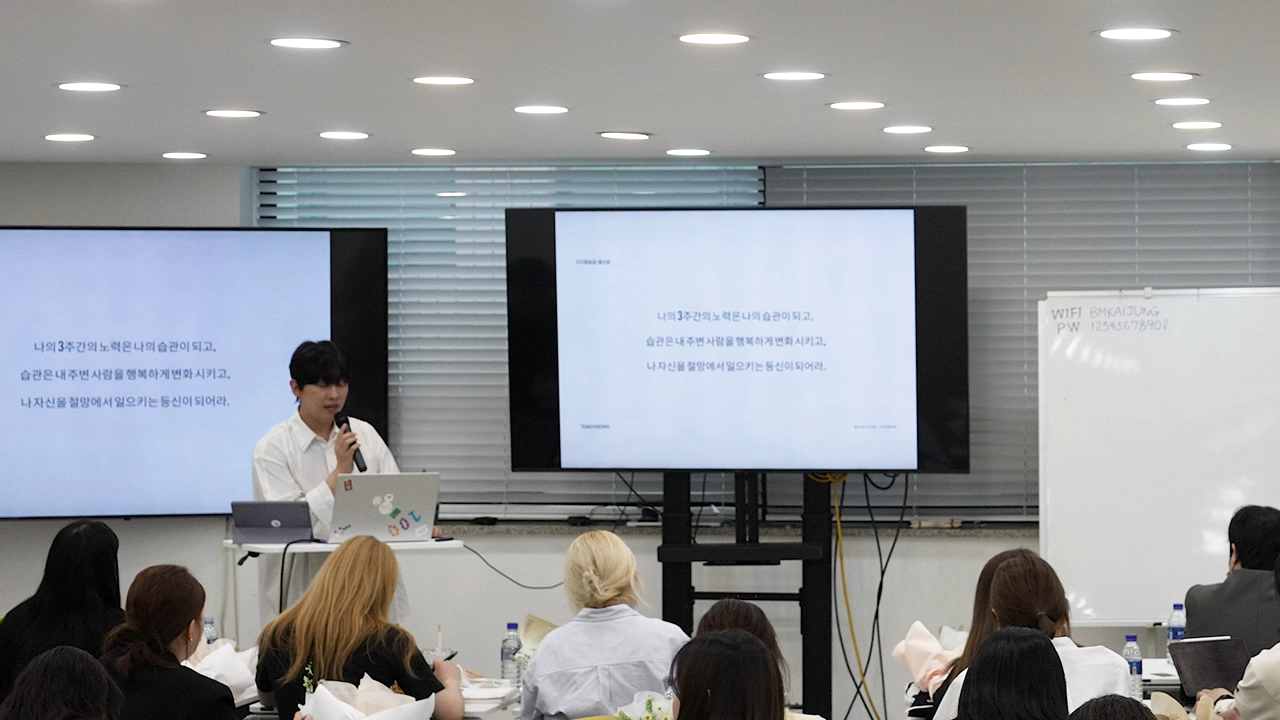 나의 3주간의 노력은 나의 습관이 되고,
습관은 내 주변 사람을 행복하게 변화 시키고,
나 자신을 절망에서 일으키는 등신이 되어라.
나의 3주간의 노력은 나의 습관이 되고,
습관은 내 주변 사람을 행복하게 변화 시키고,
나 자신을 절망에서 일으키는 등신이 되어라.
WIFI BMKAIJUNG
PW